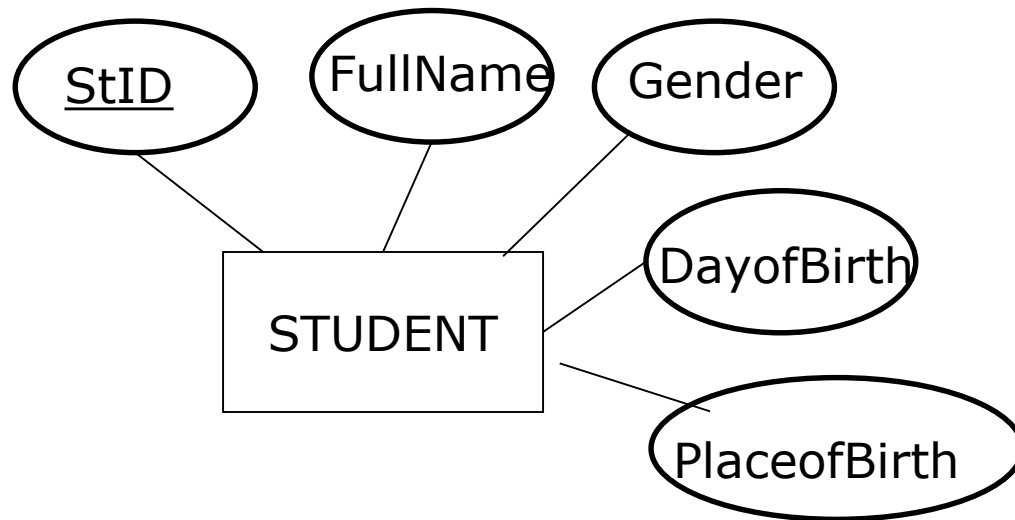 StID
FullName
Gender
DayofBirth
STUDENT
PlaceofBirth